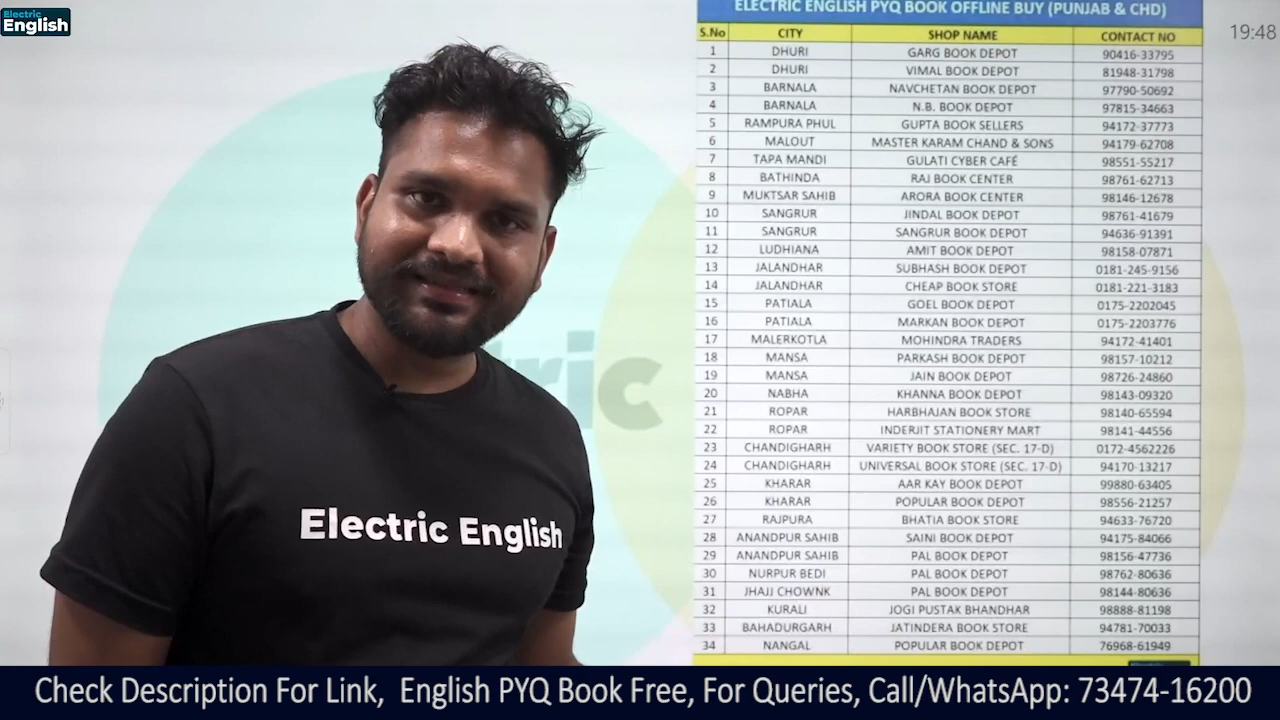 Electric
English
ELECTRIC ENGLISH PYQ BOOK OFFLINE BUY (PUNJAB & CHD)
19:48
S.No CITY SHOP NAME CONTACT NO
1 DHURI GARG BOOK DEPOT 90416-33795
2 DHURI VIMAL BOOK DEPOT 81948-31798
3 BARNALA NAVCHETAN BOOK DEPOT 97790-50692
4 BARNALA N.B. BOOK DEPOT 97815-34663
5 RAMPURA PHUL GUPTA BOOK SELLERS 94172-37773
6 MALOUT MASTER KARAM CHAND & SONS 94179-62708
7 TAPA MANDI GULATI CYBER CAFÉ 98551-55217
8 BATHINDA RAJ BOOK CENTER 98761-62713
9 MUKTSAR SAHIB ARORA BOOK CENTER 98146-12678
10 SANGRUR JINDAL BOOK DEPOT 98761-41679
11 SANGRUR SANGRUR BOOK DEPOT 94636-91391
12 LUDHIANA AMIT BOOK DEPOT 98158-07871
13 JALANDHAR SUBHASH BOOK DEPOT 0181-245-9156
14 JALANDHAR CHEAP BOOK STORE 0181-221-3183
15 PATIALA GOEL BOOK DEPOT 0175-2202045
16 PATIALA MARKAN BOOK DEPOT 0175-2203776
17 MALERKOTLA MOHINDRA TRADERS 94172-41401
18 MANSA PARKASH BOOK DEPOT 98157-10212
19 MANSA JAIN BOOK DEPOT 98726-24860
20 NABHA KHANNA BOOK DEPOT 98143-09320
21 ROPAR HARBHAJAN BOOK STORE 98140-65594
22 ROPAR INDERJIT STATIONERY MART 98141-44556
23 CHANDIGHARH VARIETY BOOK STORE (SEC. 17-D) 0172-4562226
24 CHANDIGHARH UNIVERSAL BOOK STORE (SEC. 17-D) 94170-13217
25 KHARAR AAR KAY BOOK DEPOT 99880-63405
26 KHARAR POPULAR BOOK DEPOT 98556-21257
27 RAJPURA BHATIA BOOK STORE 94633-76720
28 ANANDPUR SAHIB SAINI BOOK DEPOT 94175-84066
29 ANANDPUR SAHIB PAL BOOK DEPOT 98156-47736
30 NURPUR BEDI PAL BOOK DEPOT 98762-80636
31 JHAJJ CHOWNK PAL BOOK DEPOT 98144-80636
32 KURALI JOGI PUSTAK BHANDHAR 98888-81198
33 BAHADURGARH JATINDERA BOOK STORE 94781-70033
34 NANGAL POPULAR BOOK DEPOT 76968-61949
tric
Electric English
Check Description For Link, English PYQ Book Free, For Queries, Call/WhatsApp: 73474-16200